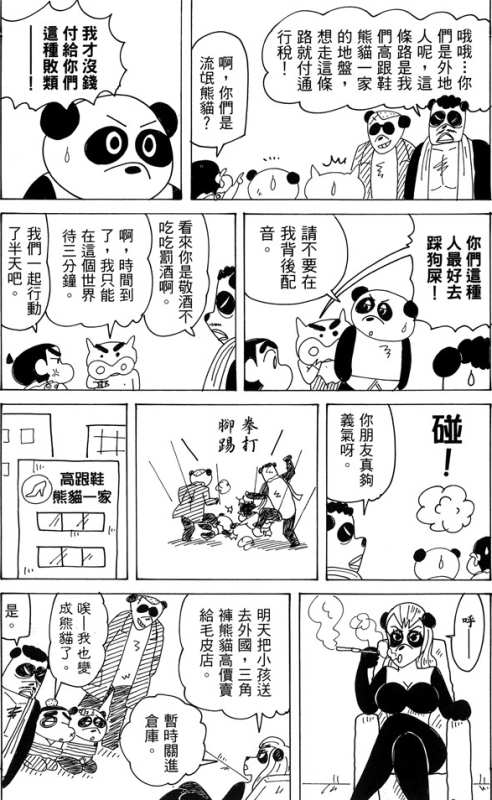 哦哦…你
們是外地
人呢，這
條路是我
們高跟鞋
熊貓一家
的地盤，
想走這條
路就付通
行稅！
啊，你們是
流氓熊貓？
我才沒錢
付給你們
這種敗類
——！
你們這種
人最好去
踩狗屎！
請不要在
我背後配
音。
看來你是敬酒不
吃吃罰酒啊。
啊，時間到
了，我只能
在這個世界
待三分鐘。
我們一起行動
了半天吧。
碰！
你朋友真夠
義氣呀。
拳打
腳踢
高跟鞋
熊貓一家
呼——
明天把小孩送
去外國，三角
褲熊貓高價賣
給毛皮店。
暫時關進
倉庫。
唉—我也變
成熊貓了。
是。